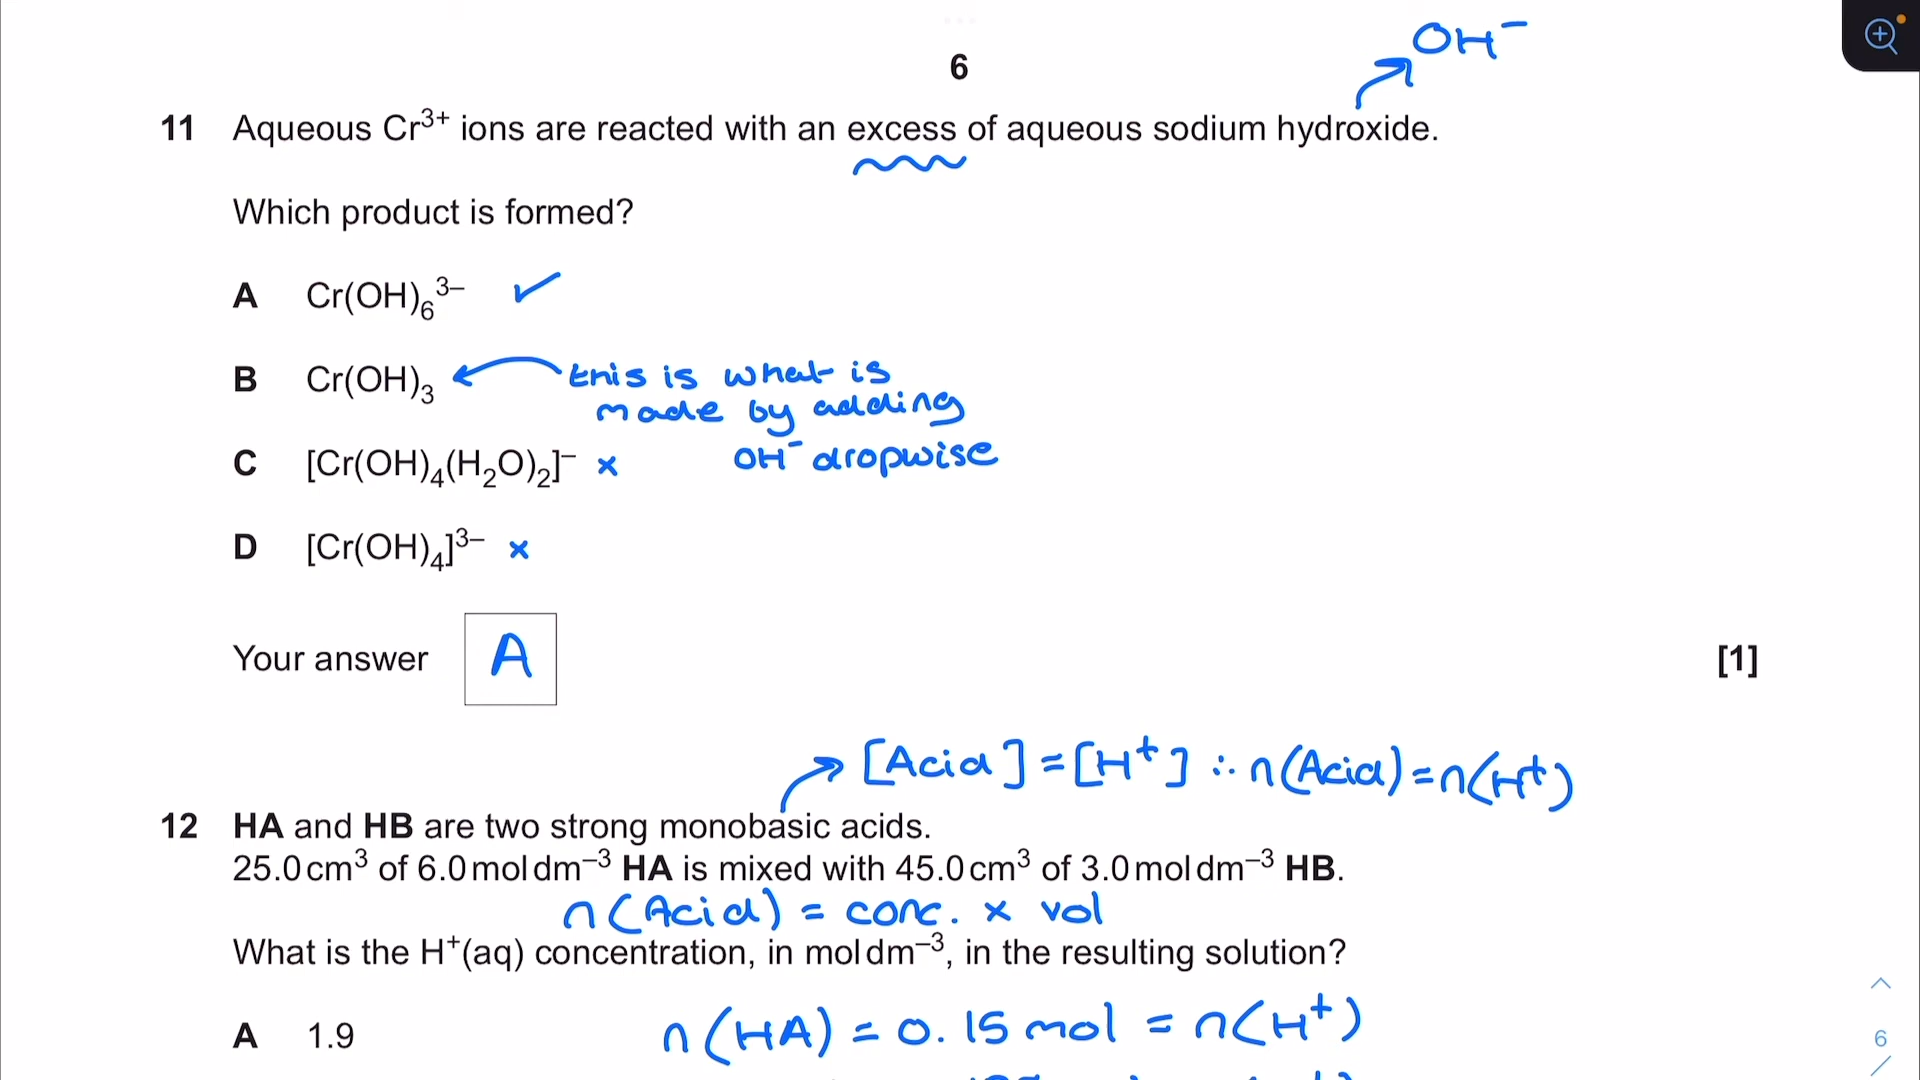 OH⁻
6
11 Aqueous Cr³⁺ ions are reacted with an excess of aqueous sodium hydroxide.
Which product is formed?
A Cr(OH)₆³⁻ ✓
B Cr(OH)₃ this is what is
made by adding
OH⁻ dropwise
C [Cr(OH)₄(H₂O)₂]⁻ x
D [Cr(OH)₄]³⁻ x
Your answer A [1]
[Acid] = [H⁺] ∴ n(Acid) = n(H⁺)
12 HA and HB are two strong monobasic acids.
25.0 cm³ of 6.0 mol dm⁻³ HA is mixed with 45.0 cm³ of 3.0 mol dm⁻³ HB.
n(Acid) = conc. x vol
What is the H⁺(aq) concentration, in mol dm⁻³, in the resulting solution?
A 1.9 n(HA) = 0.15 mol = n(H⁺)
6